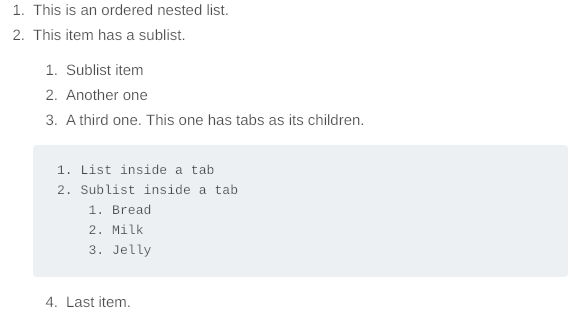 1. This is an ordered nested list.
2. This item has a sublist.
1. Sublist item
2. Another one
3. A third one. This one has tabs as its children.
1. List inside a tab
2. Sublist inside a tab
1. Bread
2. Milk
3. Jelly
4. Last item.